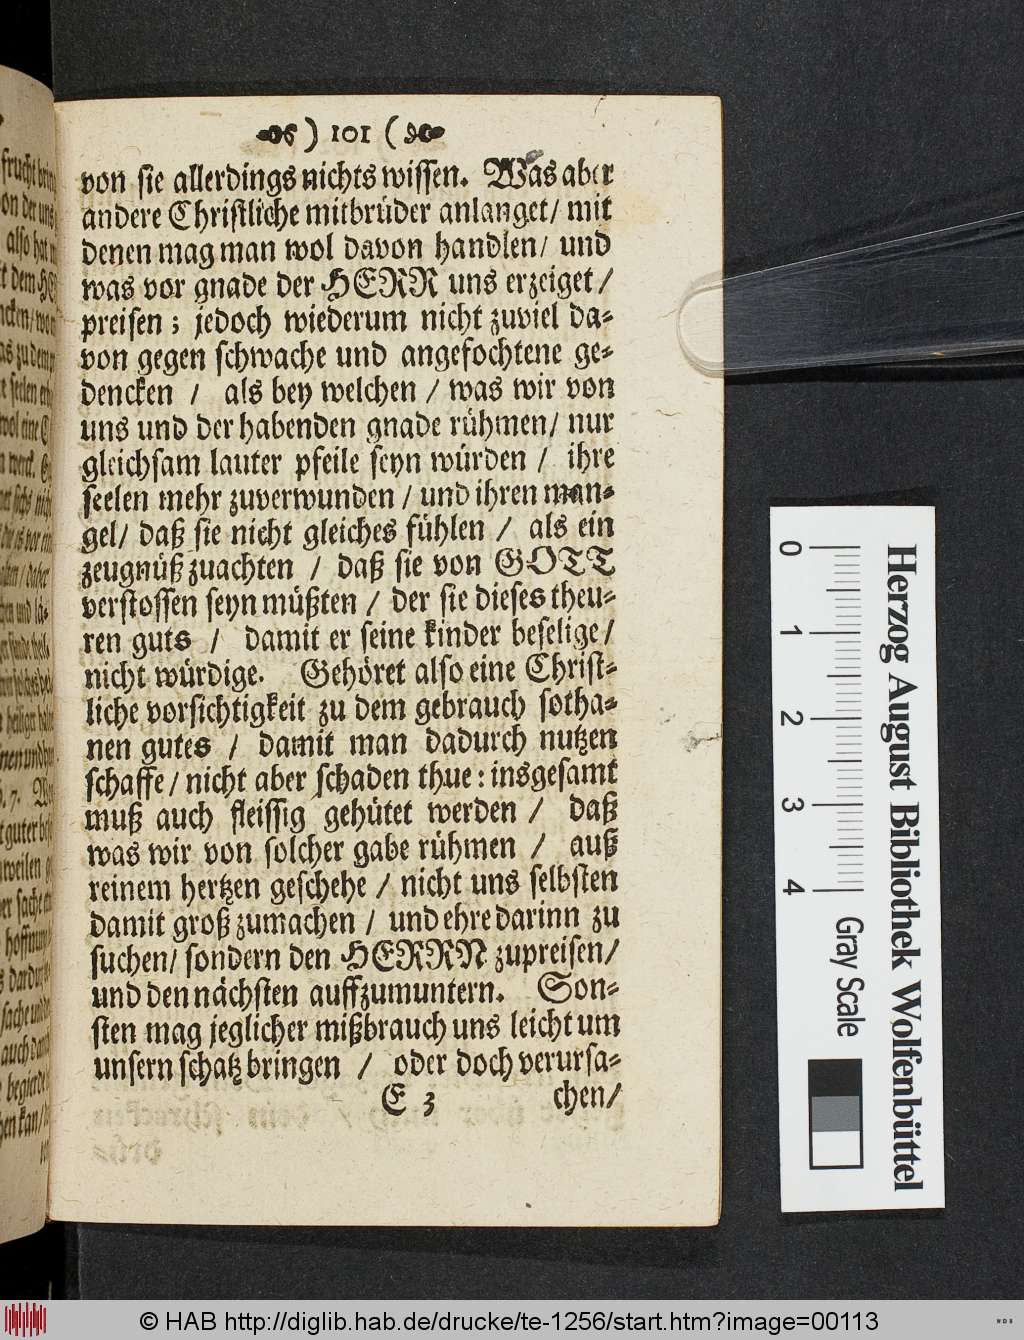 ) 101 (
von sie allerdings nichts wissen. Was aber
andere Christliche mitbrüder anlanget/ mit
denen mag man wol davon handlen/ und
was vor gnade der HERR uns erzeiget/
preisen; jedoch wiederum nicht zuviel da-
von gegen schwache und angefochtene ge-
dencken / als bey welchen / was wir von
uns und der habenden gnade rühmen/ nur
gleichsam lauter pfeile seyn würden / ihre
seelen mehr zuverwunden / und ihren man-
gel/ daß sie nicht gleiches fühlen / als ein
zeugnüß zuachten / daß sie von GOTT
verstossen seyn müßten / der sie dieses theu-
ren guts / damit er seine kinder beselige/
nicht würdige. Gehöret also eine Christ-
liche vorsichtigkeit zu dem gebrauch sotha-
nen gutes / damit man dadurch nutzen
schaffe/ nicht aber schaden thue: insgesamt
muß auch fleissig gehütet werden / daß
was wir von solcher gabe rühmen / auß
reinem hertzen geschehe / nicht uns selbsten
damit groß zumachen / und ehre darinn zu
suchen/ sondern den HERRN zupreisen/
und den nächsten auffzumuntern. Son-
sten mag jeglicher mißbrauch uns leicht um
unsern schatz bringen / oder doch verursa-
E 3 chen/
Herzog August Bibliothek Wolfenbüttel
0 1 2 3 4 Gray Scale
© HAB http://diglib.hab.de/drucke/te-1256/start.htm?image=00113